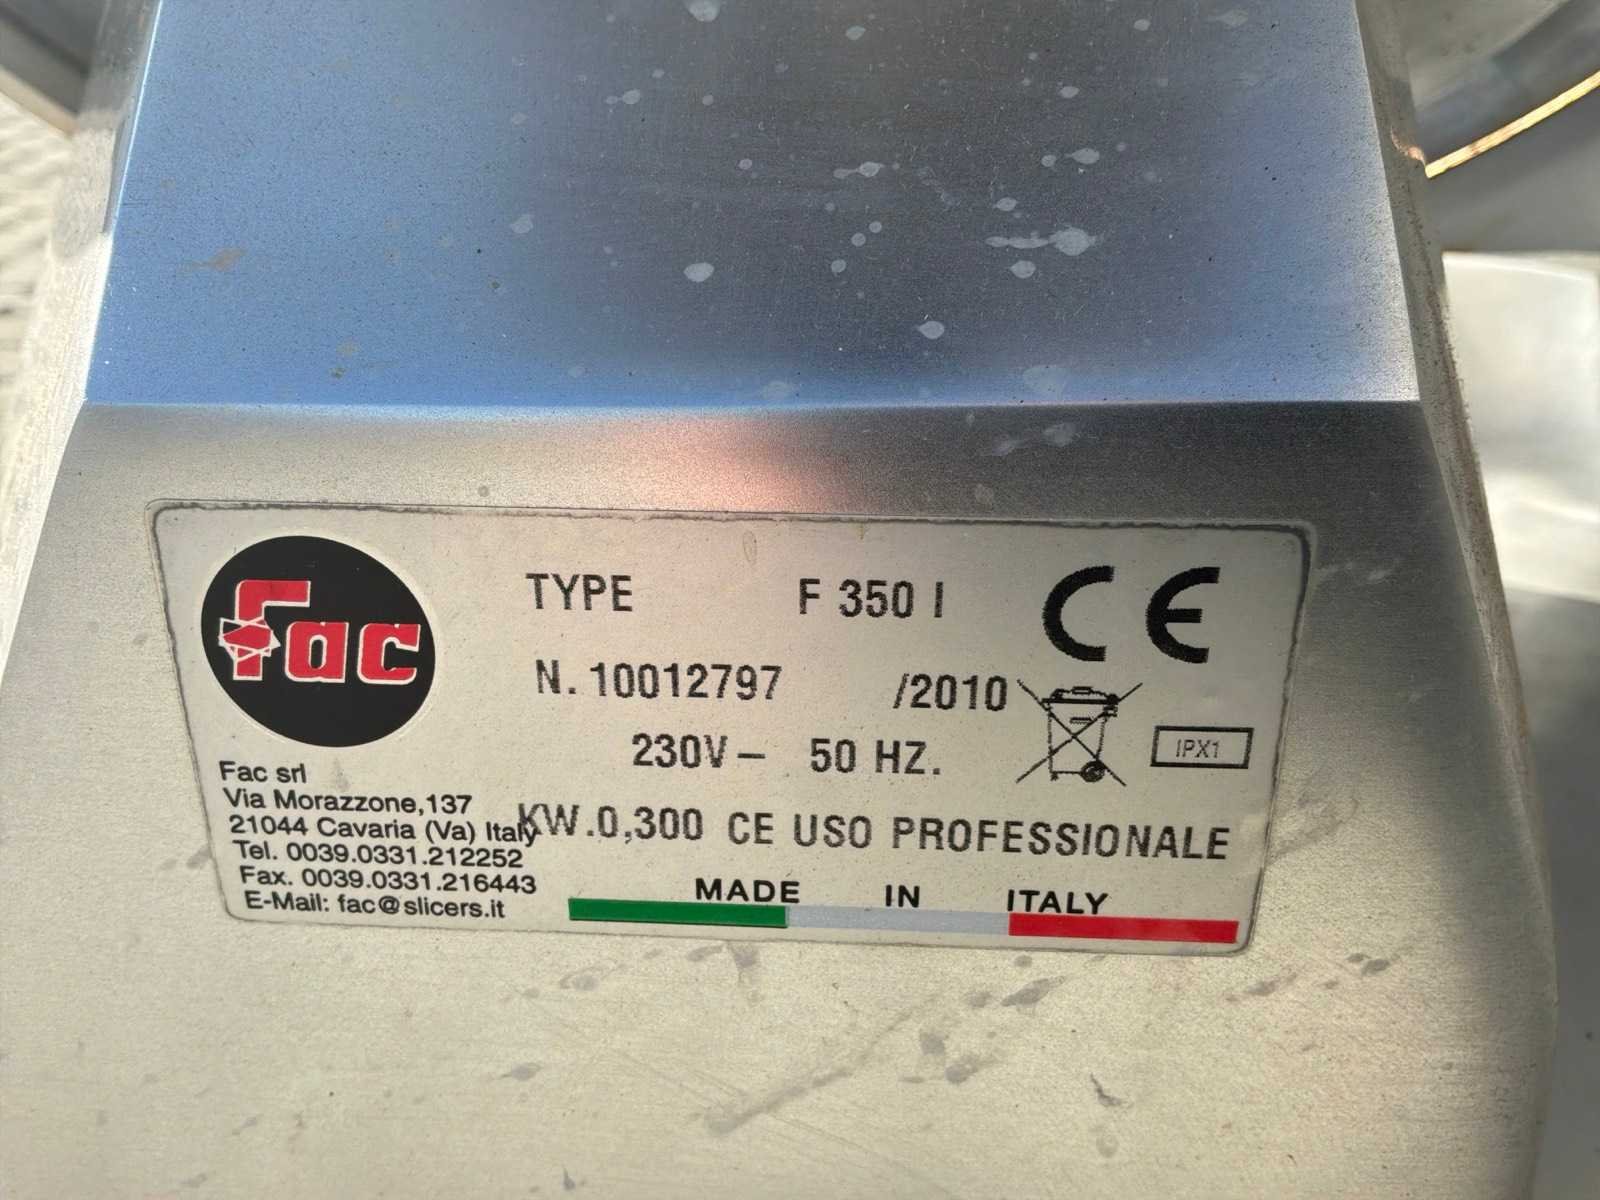 Fac
TYPE F 350 I
CE
N. 10012797 /2010
230V – 50 HZ.
IPX1
KW.0,300 CE USO PROFESSIONALE
Fac srl
Via Morazzone,137
21044 Cavaria (Va) Italy
Tel. 0039.0331.212252
Fax. 0039.0331.216443
E-Mail: fac@slicers.it
MADE IN ITALY